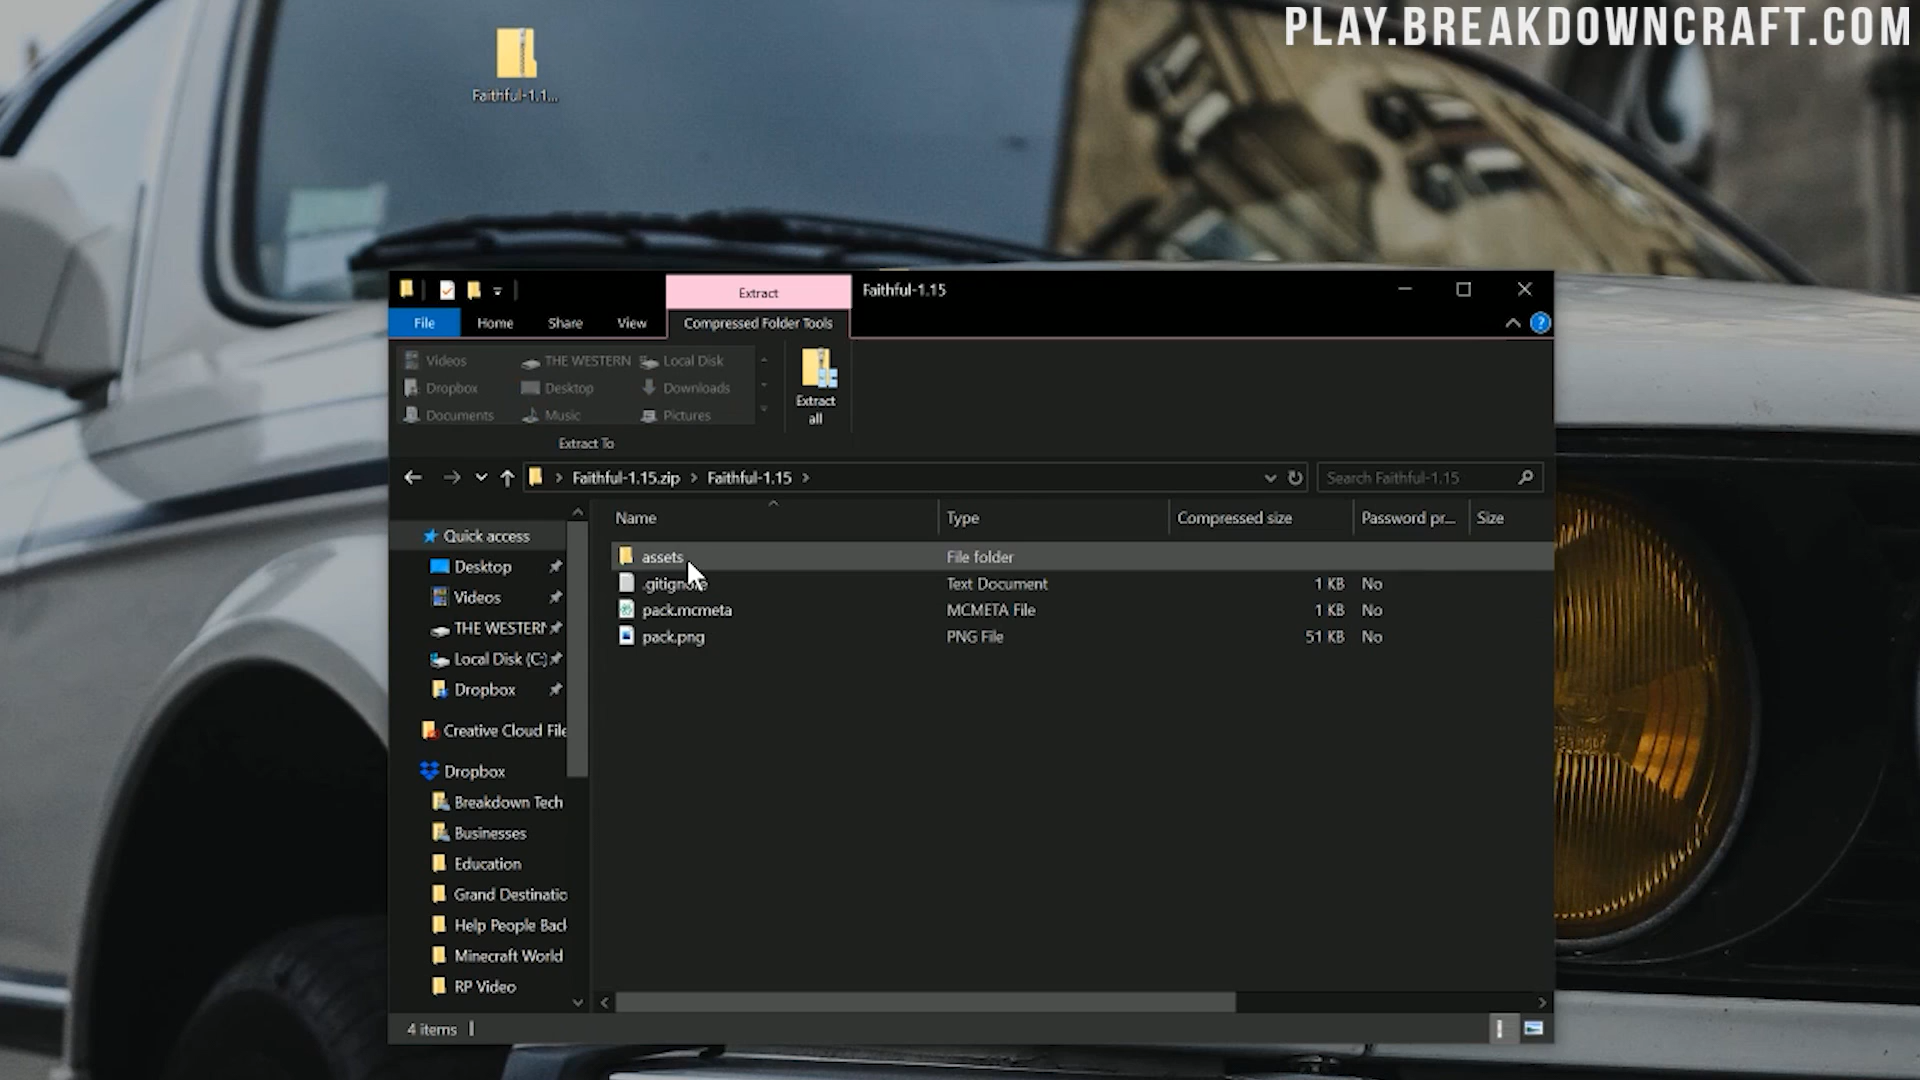 PLAY.BREAKDOWNCRAFT.COM
Faithful-1.1...
Extract
Faithful-1.15
File
Home
Share
View
Compressed Folder Tools
Videos
THE WESTERN
Local Disk
Dropbox
Desktop
Downloads
Documents
Music
Pictures
Extract To
Extract
all
Faithful-1.15.zip
Faithful-1.15
Search Faithful-1.15
Name
Type
Compressed size
Password pr...
Size
Quick access
Desktop
Videos
THE WESTERN
Local Disk (C:)
Dropbox
Creative Cloud File
Dropbox
Breakdown Tech
Businesses
Education
Grand Destinatio
Help People Back
Minecraft World
RP Video
assets
File folder
.gitignore
Text Document
1 KB
No
pack.mcmeta
MCMETA File
1 KB
No
pack.png
PNG File
51 KB
No
4 items